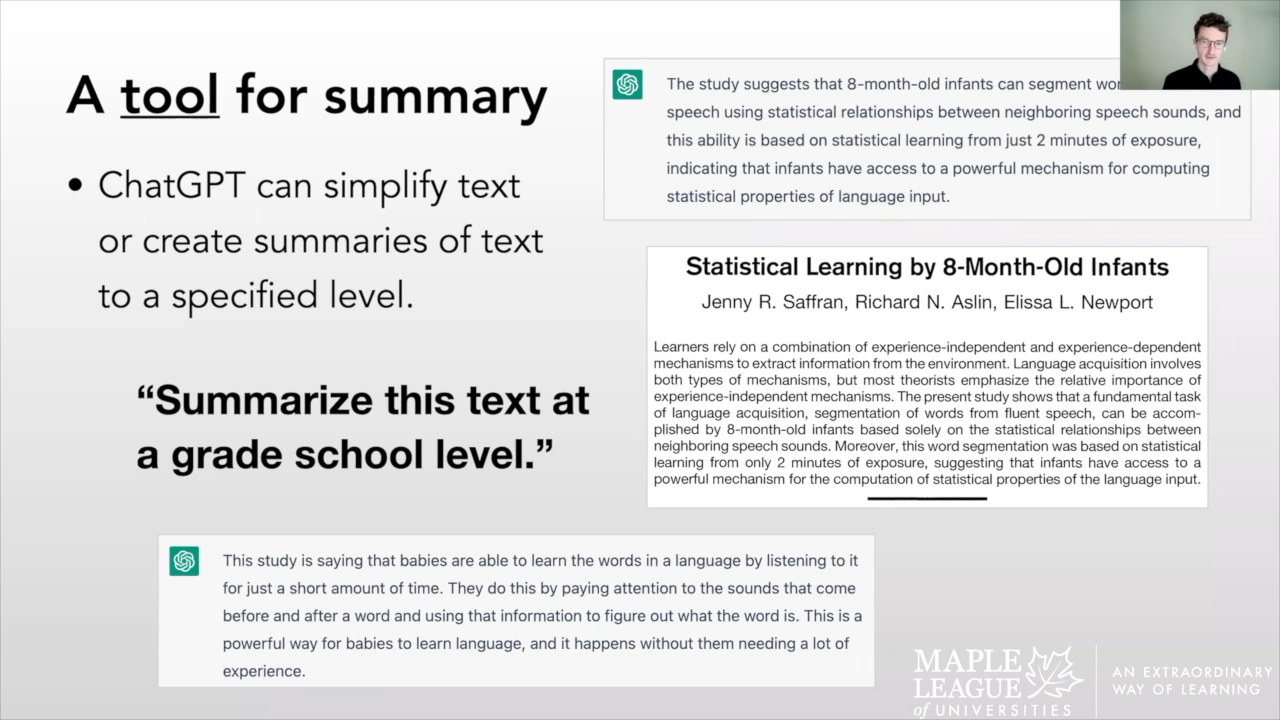 A tool for summary
• ChatGPT can simplify text
or create summaries of text
to a specified level.
“Summarize this text at
a grade school level.”
The study suggests that 8-month-old infants can segment
speech using statistical relationships between neighboring speech sounds, and
this ability is based on statistical learning from just 2 minutes of exposure,
indicating that infants have access to a powerful mechanism for computing
statistical properties of language input.
Statistical Learning by 8-Month-Old Infants
Jenny R. Saffran, Richard N. Aslin, Elissa L. Newport
Learners rely on a combination of experience-independent and experience-dependent
mechanisms to extract information from the environment. Language acquisition involves
both types of mechanisms, but most theorists emphasize the relative importance of
experience-independent mechanisms. The present study shows that a fundamental task
of language acquisition, segmentation of words from fluent speech, can be accom-
plished by 8-month-old infants based solely on the statistical relationships between
neighboring speech sounds. Moreover, this word segmentation was based on statistical
learning from only 2 minutes of exposure, suggesting that infants have access to a
powerful mechanism for the computation of statistical properties of the language input.
This study is saying that babies are able to learn the words in a language by listening to it
for just a short amount of time. They do this by paying attention to the sounds that come
before and after a word and using that information to figure out what the word is. This is a
powerful way for babies to learn language, and it happens without them needing a lot of
experience.
MAPLE
LEAGUE
of UNIVERSITIES
AN EXTRAORDINARY
WAY OF LEARNING